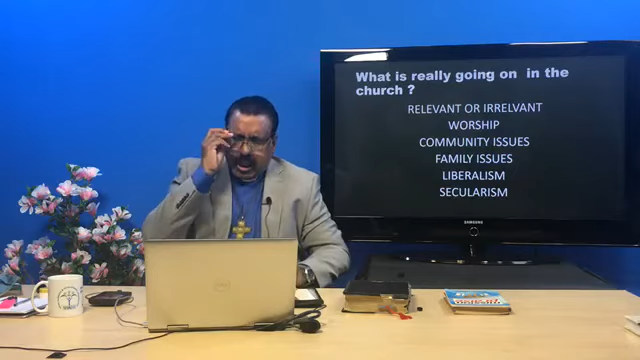 What is really going on in the
church ?
RELEVANT OR IRRELVANT
WORSHIP
COMMUNITY ISSUES
FAMILY ISSUES
LIBERALISM
SECULARISM
SAMSUNG
DELL